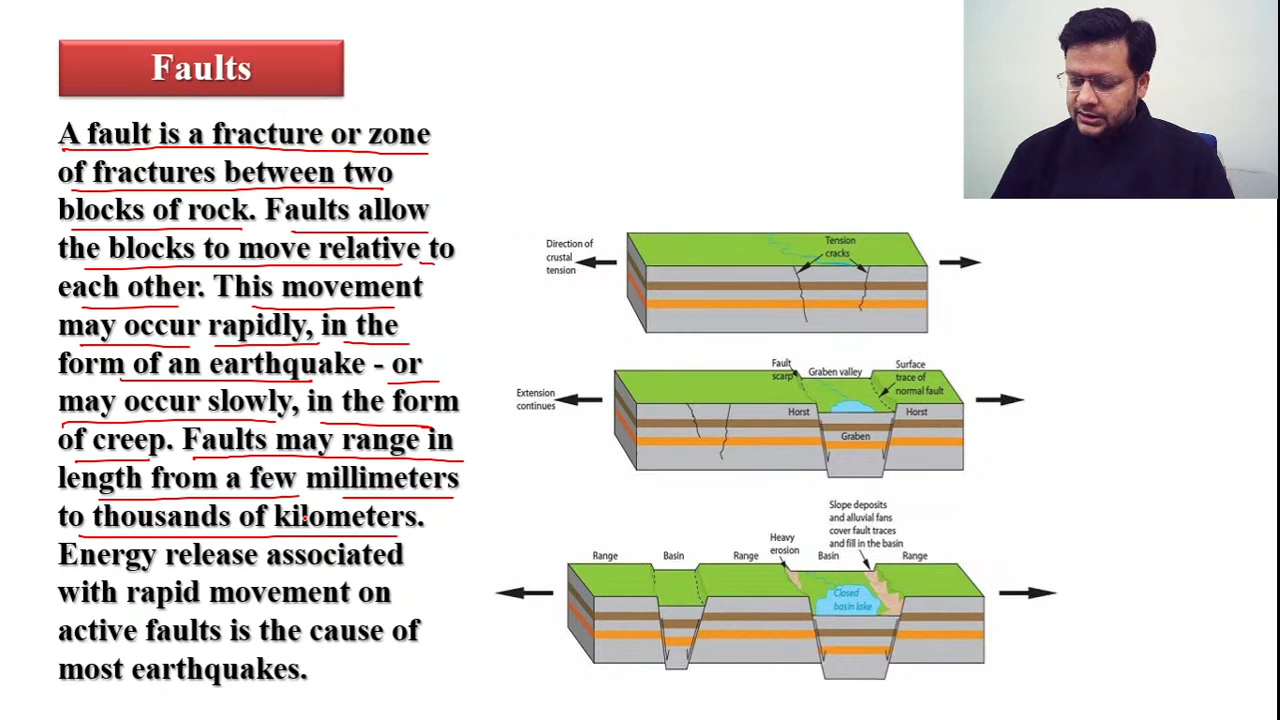 Faults
A fault is a fracture or zone
of fractures between two
blocks of rock. Faults allow
the blocks to move relative to
each other. This movement
may occur rapidly, in the
form of an earthquake - or
may occur slowly, in the form
of creep. Faults may range in
length from a few millimeters
to thousands of kilometers.
Energy release associated
with rapid movement on
active faults is the cause of
most earthquakes.
Direction of
crustal
tension
Tension
cracks
Extension
continues
Fault
scarp
Graben valley
Surface
trace of
normal fault
Horst
Horst
Graben
Slope deposits
and alluvial fans
cover fault traces
and fill in the basin
Heavy
erosion
Range
Basin
Range
Basin
Range
Closed
basin lake